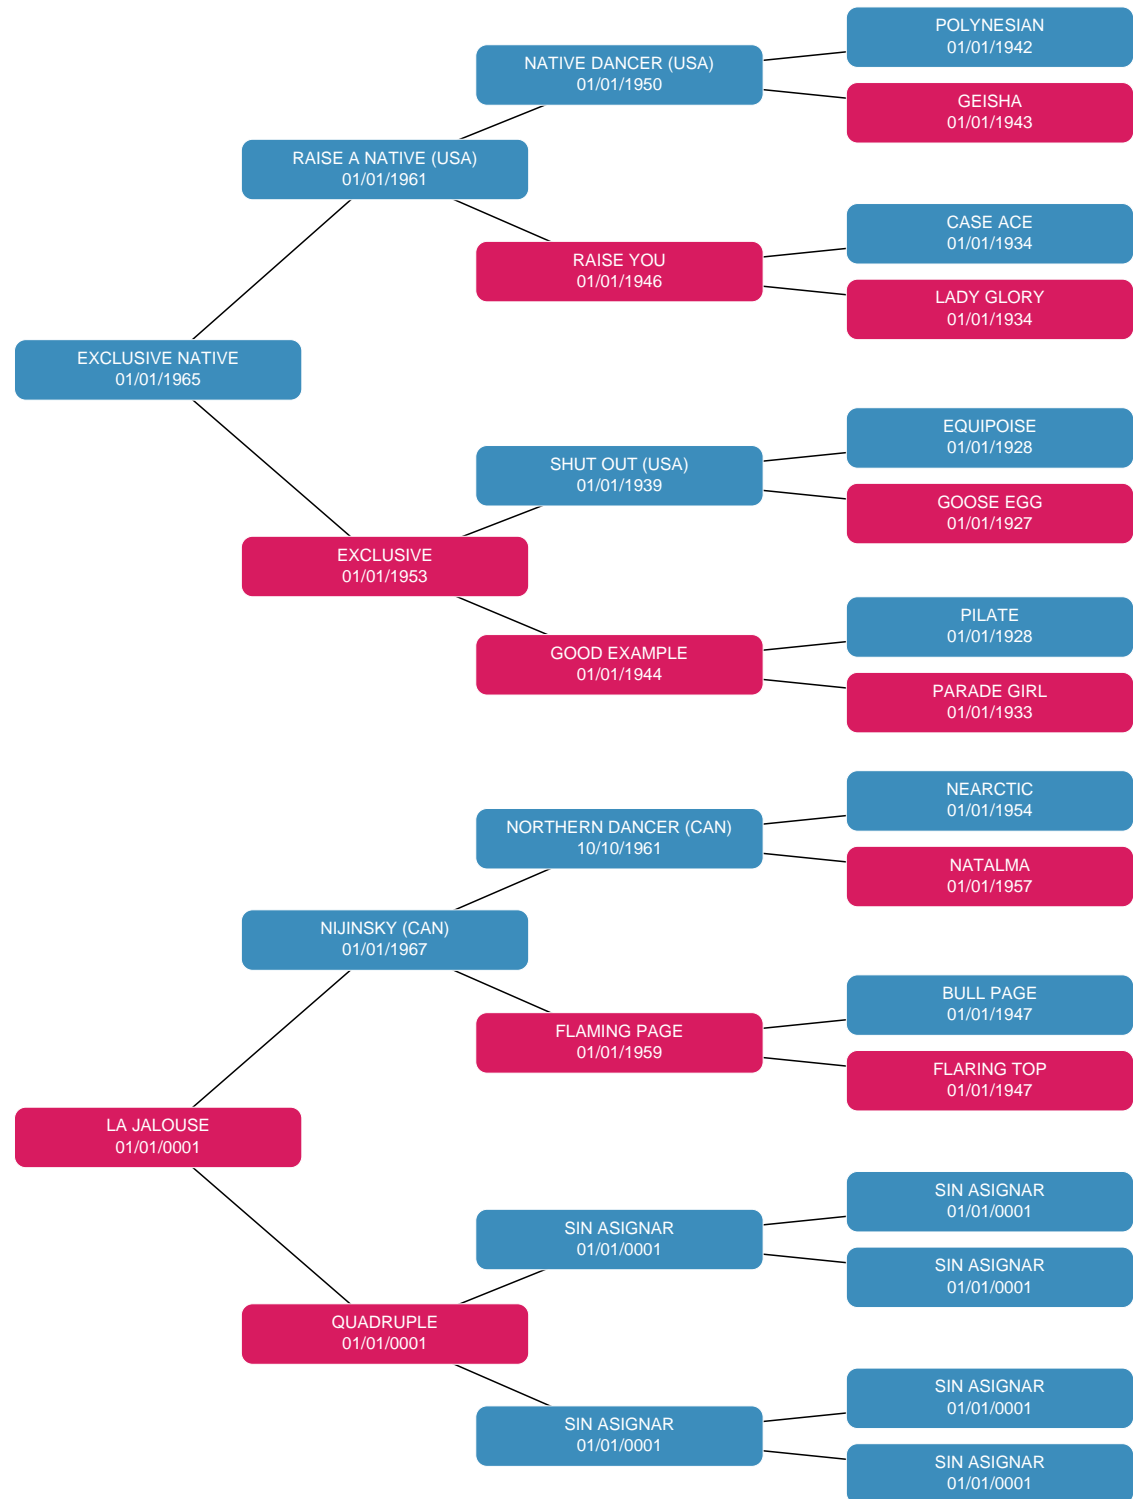 POLYNESIAN
01/01/1942
NATIVE DANCER (USA)
01/01/1950
GEISHA
01/01/1943
RAISE A NATIVE (USA)
01/01/1961
CASE ACE
01/01/1934
RAISE YOU
01/01/1946
LADY GLORY
01/01/1934
EXCLUSIVE NATIVE
01/01/1965
EQUIPOISE
01/01/1928
SHUT OUT (USA)
01/01/1939
GOOSE EGG
01/01/1927
EXCLUSIVE
01/01/1953
PILATE
01/01/1928
GOOD EXAMPLE
01/01/1944
PARADE GIRL
01/01/1933
NEARCTIC
01/01/1954
NORTHERN DANCER (CAN)
10/10/1961
NATALMA
01/01/1957
NIJINSKY (CAN)
01/01/1967
BULL PAGE
01/01/1947
FLAMING PAGE
01/01/1959
FLARING TOP
01/01/1947
LA JALOUSE
01/01/0001
SIN ASIGNAR
01/01/0001
SIN ASIGNAR
01/01/0001
SIN ASIGNAR
01/01/0001
QUADRUPLE
01/01/0001
SIN ASIGNAR
01/01/0001
SIN ASIGNAR
01/01/0001
SIN ASIGNAR
01/01/0001